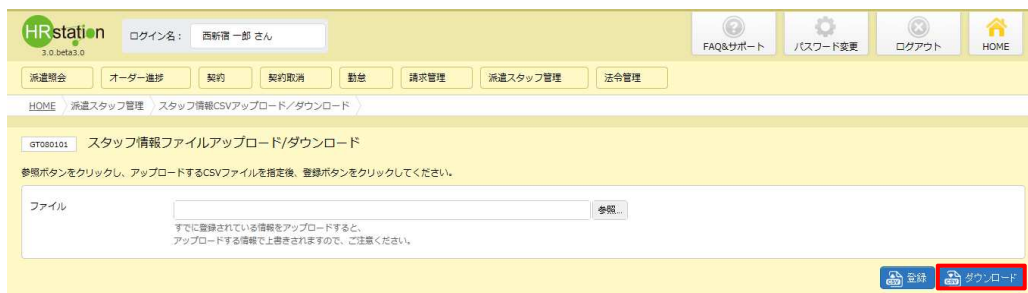 HRstation
3.0.beta3.0
ログイン名： 西新宿 一郎 さん
FAQ&サポート
パスワード変更
ログアウト
HOME
派遣照会 オーダー進捗 契約 契約取消 勤怠 請求管理 派遣スタッフ管理 法令管理
HOME 派遣スタッフ管理 スタッフ情報CSVアップロード／ダウンロード
GT080101 スタッフ情報ファイルアップロード/ダウンロード
参照ボタンをクリックし、アップロードするCSVファイルを指定後、登録ボタンをクリックしてください。
ファイル 参照...
すでに登録されている情報をアップロードすると、
アップロードする情報で上書きされますので、ご注意ください。
CSV 登録 CSV ダウンロード